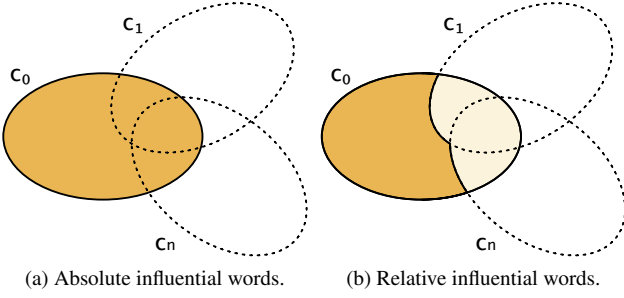 C₁
C₀
Cn
(a) Absolute influential words.
C₁
C₀
Cn
(b) Relative influential words.